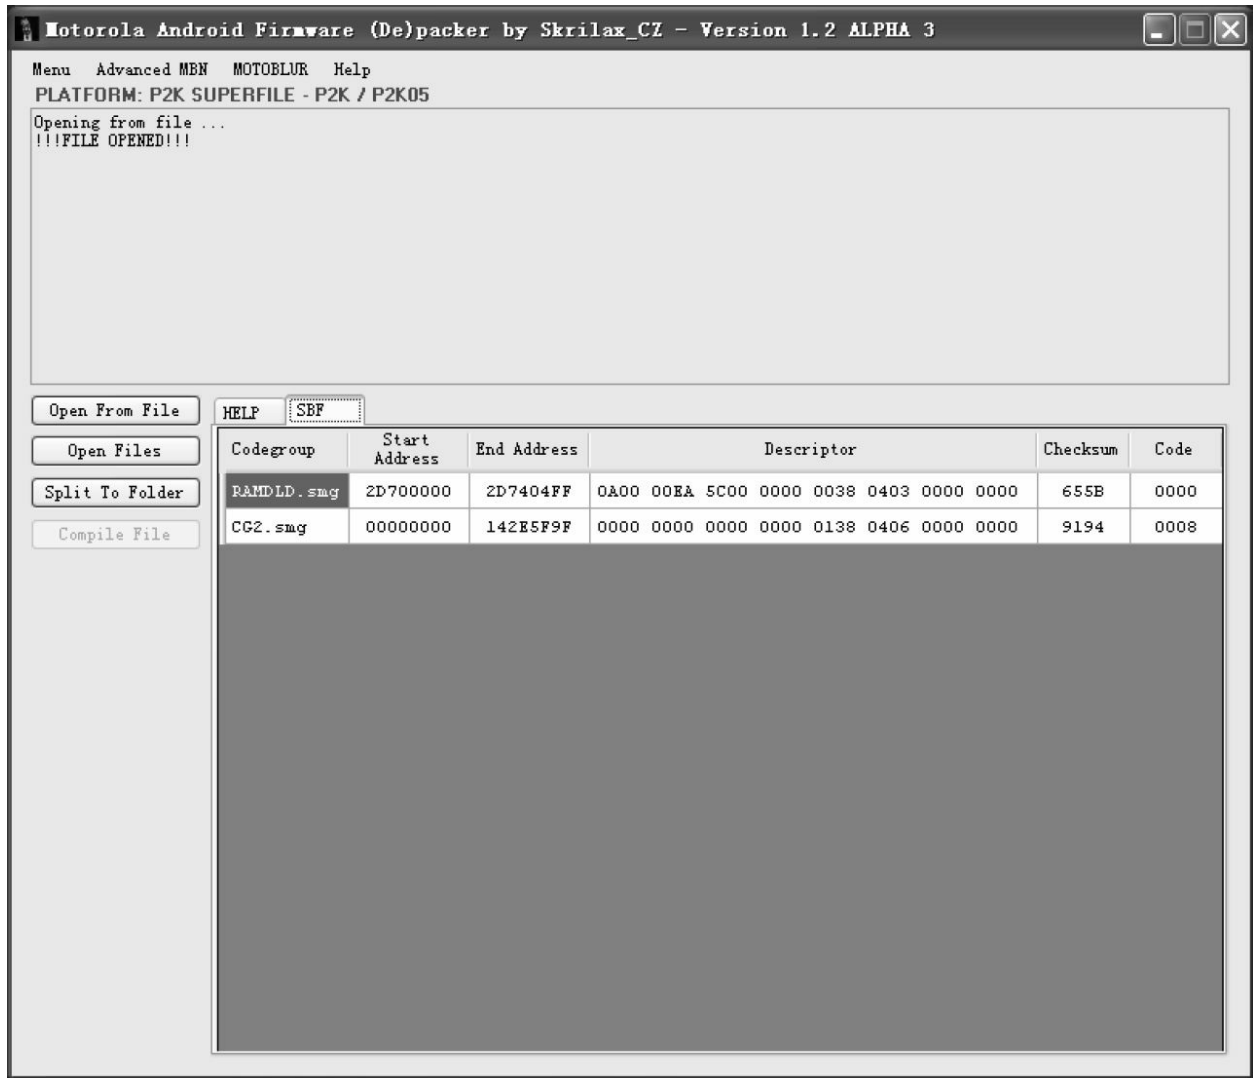 Motorola Android Firmware (De)packer by Skrilax_CZ - Version 1.2 ALPHA 3
Menu Advanced MBN MOTOBLUR Help
PLATFORM: P2K SUPERFILE - P2K / P2K05
Opening from file ...
!!!FILE OPENED!!!
Open From File
Open Files
Split To Folder
Compile File
HELP SBF
Codegroup Start Address End Address Descriptor Checksum Code
RAMDLD.smg 2D700000 2D7404FF 0A00 00EA 5C00 0000 0038 0403 0000 0000 655B 0000
CG2.smg 00000000 142E5F9F 0000 0000 0000 0000 0138 0406 0000 0000 9194 0008